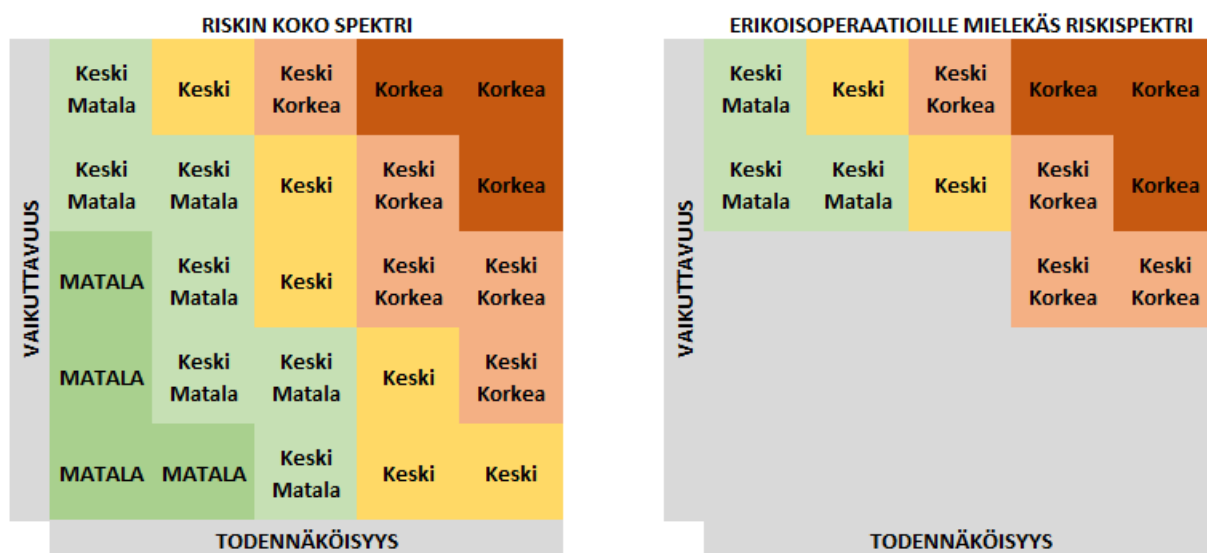 RISKIN KOKO SPEKTRI
VAIKUTTAVUUS
Keski
Matala
Keski
Keski
Korkea
Korkea
Korkea
Keski
Matala
Keski
Matala
Keski
Keski
Korkea
Korkea
MATALA
Keski
Matala
Keski
Keski
Korkea
Keski
Korkea
MATALA
Keski
Matala
Keski
Matala
Keski
Keski
Korkea
MATALA
MATALA
Keski
Matala
Keski
Keski
TODENNÄKÖISYYS
ERIKOISOPERAATIOILLE MIELEKÄS RISKISPEKTRI
VAIKUTTAVUUS
Keski
Matala
Keski
Keski
Korkea
Korkea
Korkea
Keski
Matala
Keski
Matala
Keski
Keski
Korkea
Korkea
Keski
Korkea
Keski
Korkea
TODENNÄKÖISYYS